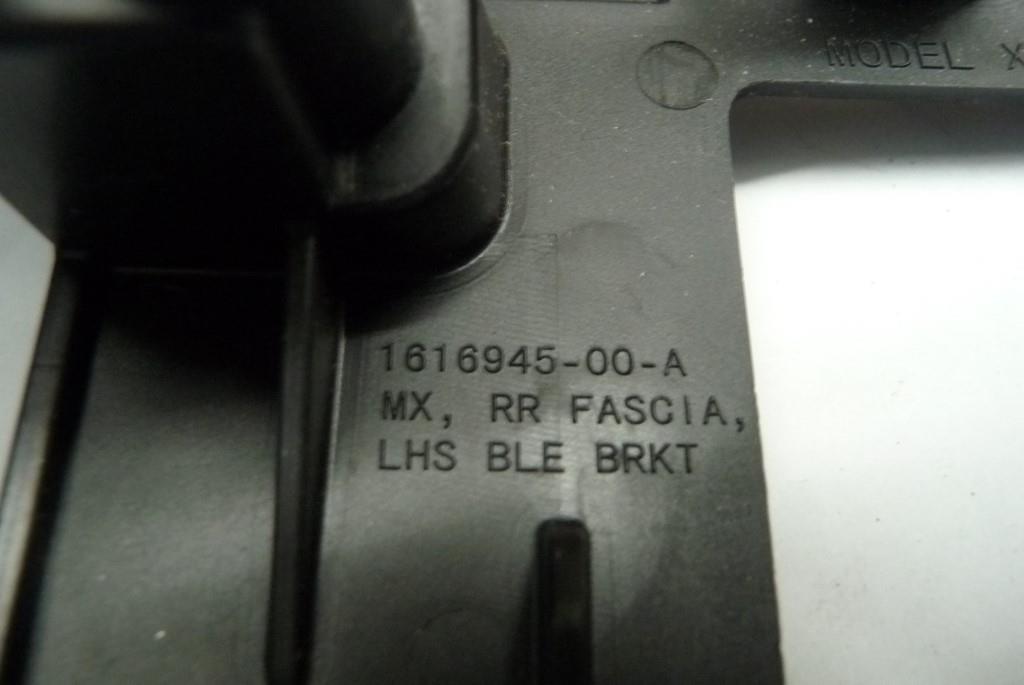 MODEL X
1616945-00-A
MX, RR FASCIA,
LHS BLE BRKT